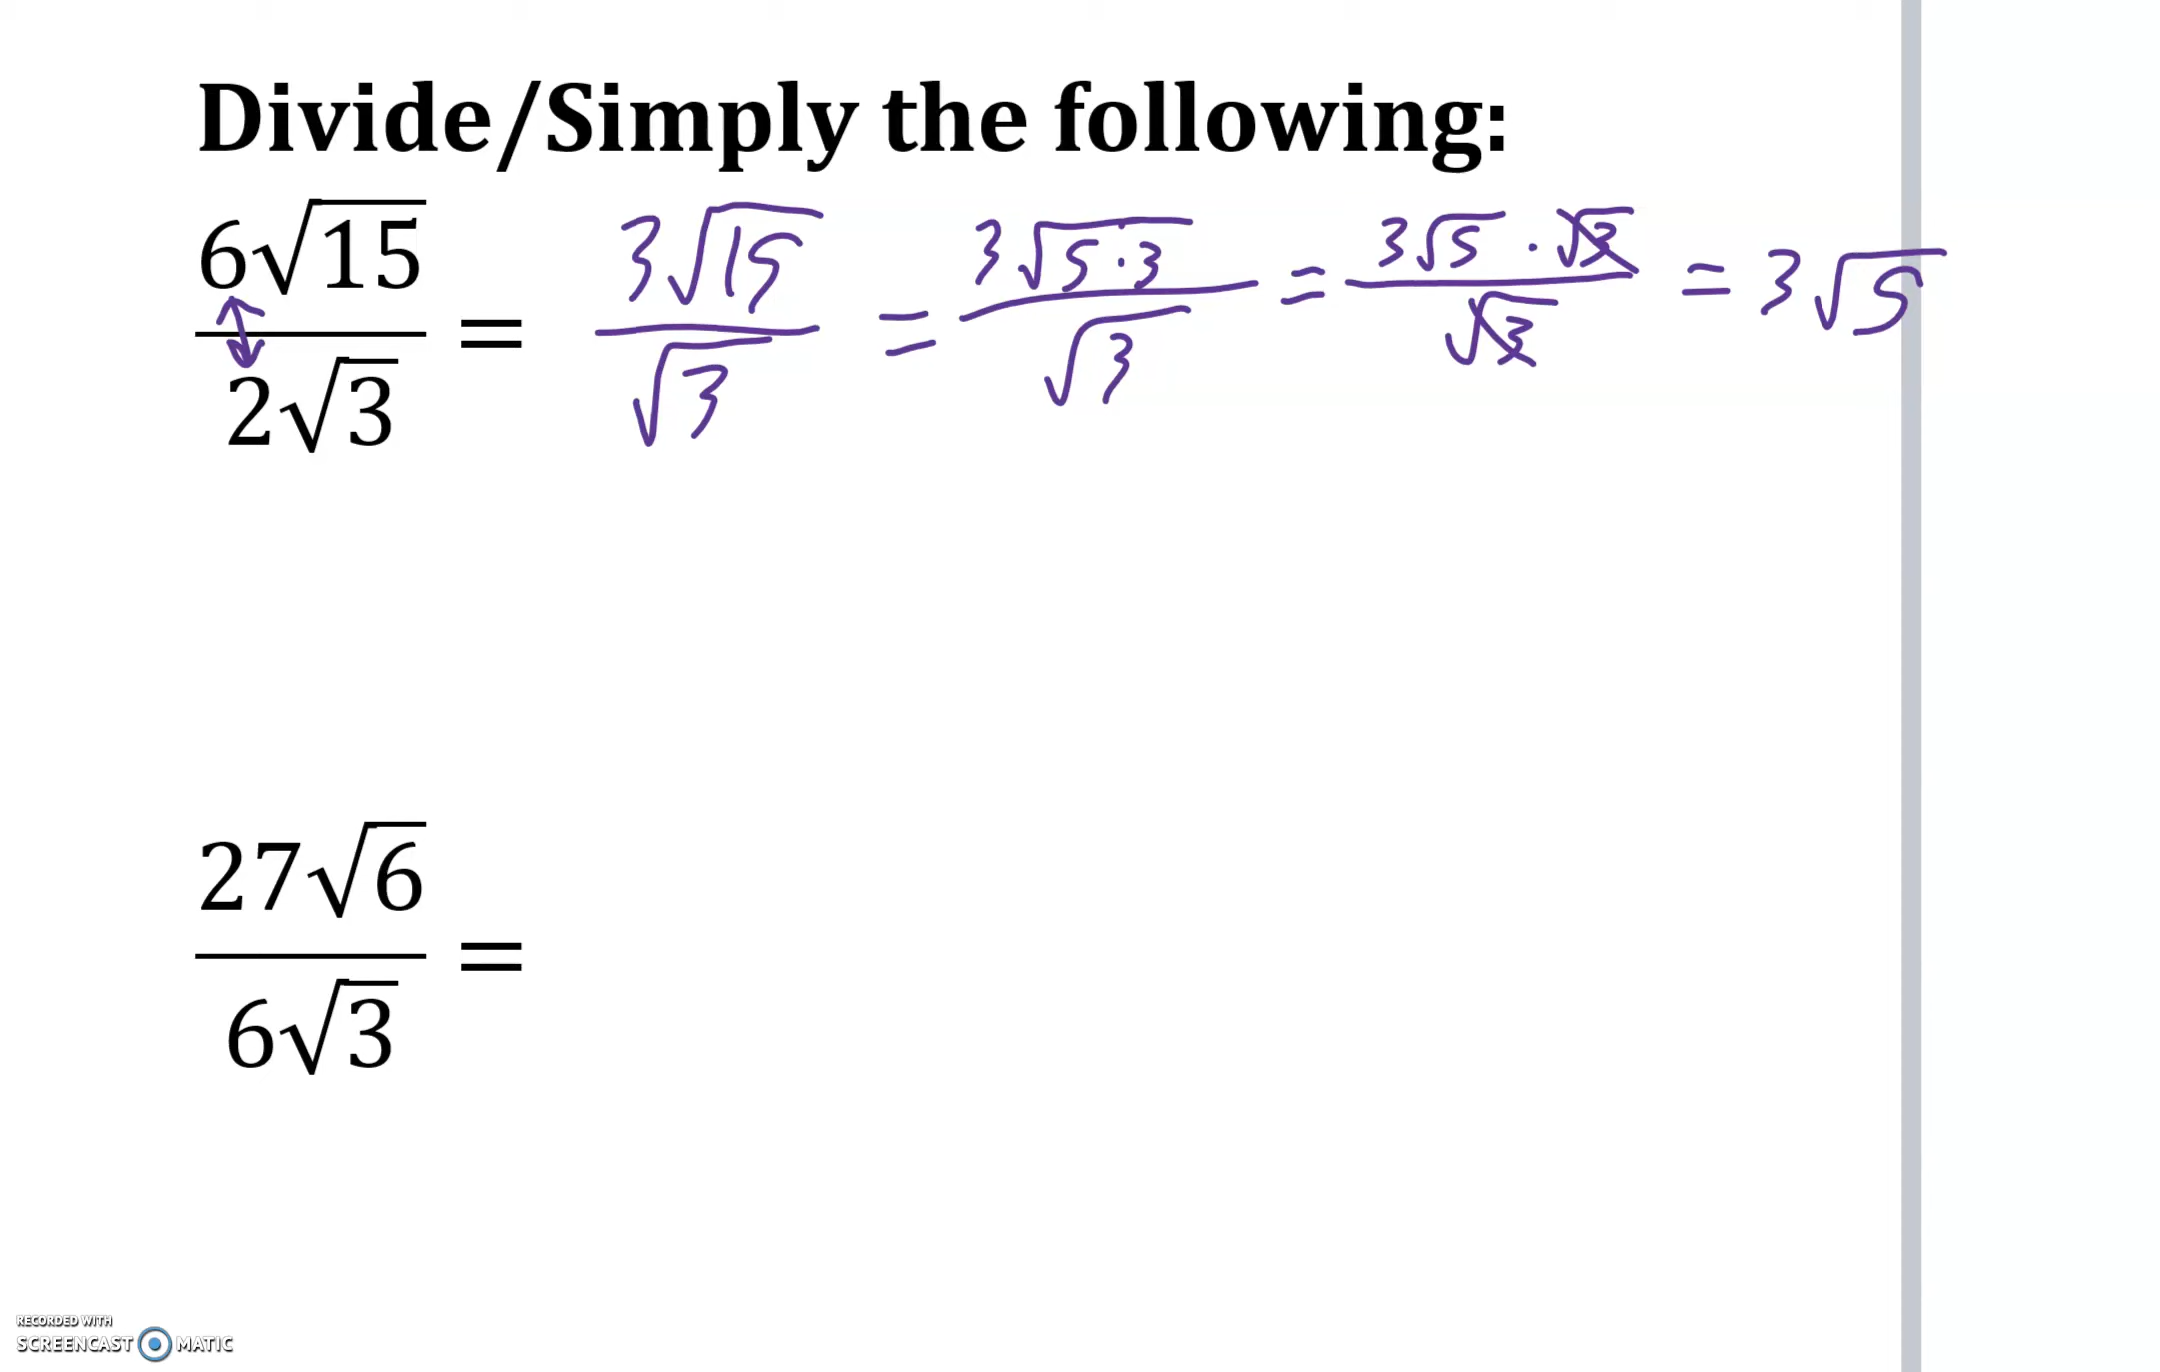 Divide/Simply the following:
6√15 / 2√3 = 3√15 / √3 = 3√5·3 / √3 = 3√5 · √3 / √3 = 3√5
27√6 / 6√3 =
RECORDED WITH
SCREENCAST MATIC